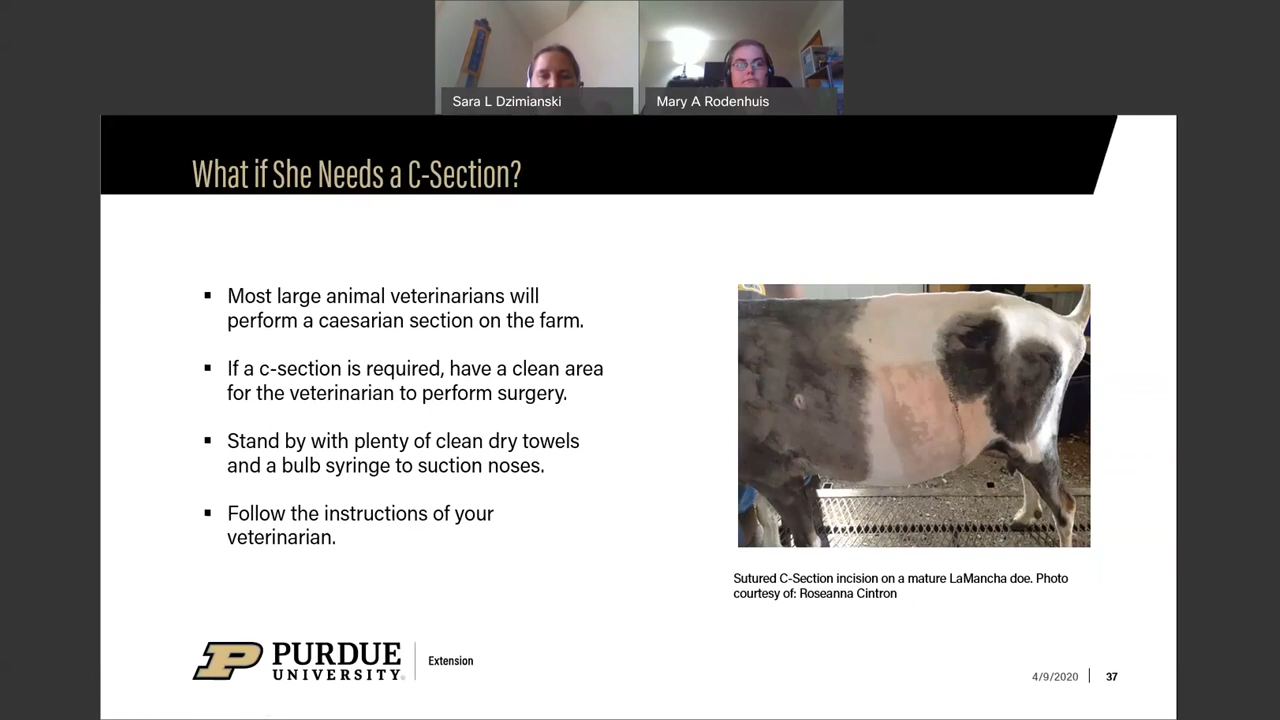 Sara L Dzimianski
Mary A Rodenhuis
What if She Needs a C-Section?
▪ Most large animal veterinarians will
perform a caesarian section on the farm.
▪ If a c-section is required, have a clean area
for the veterinarian to perform surgery.
▪ Stand by with plenty of clean dry towels
and a bulb syringe to suction noses.
▪ Follow the instructions of your
veterinarian.
Sutured C-Section incision on a mature LaMancha doe. Photo
courtesy of: Roseanna Cintron
P PURDUE
UNIVERSITY®
Extension
4/9/2020 | 37